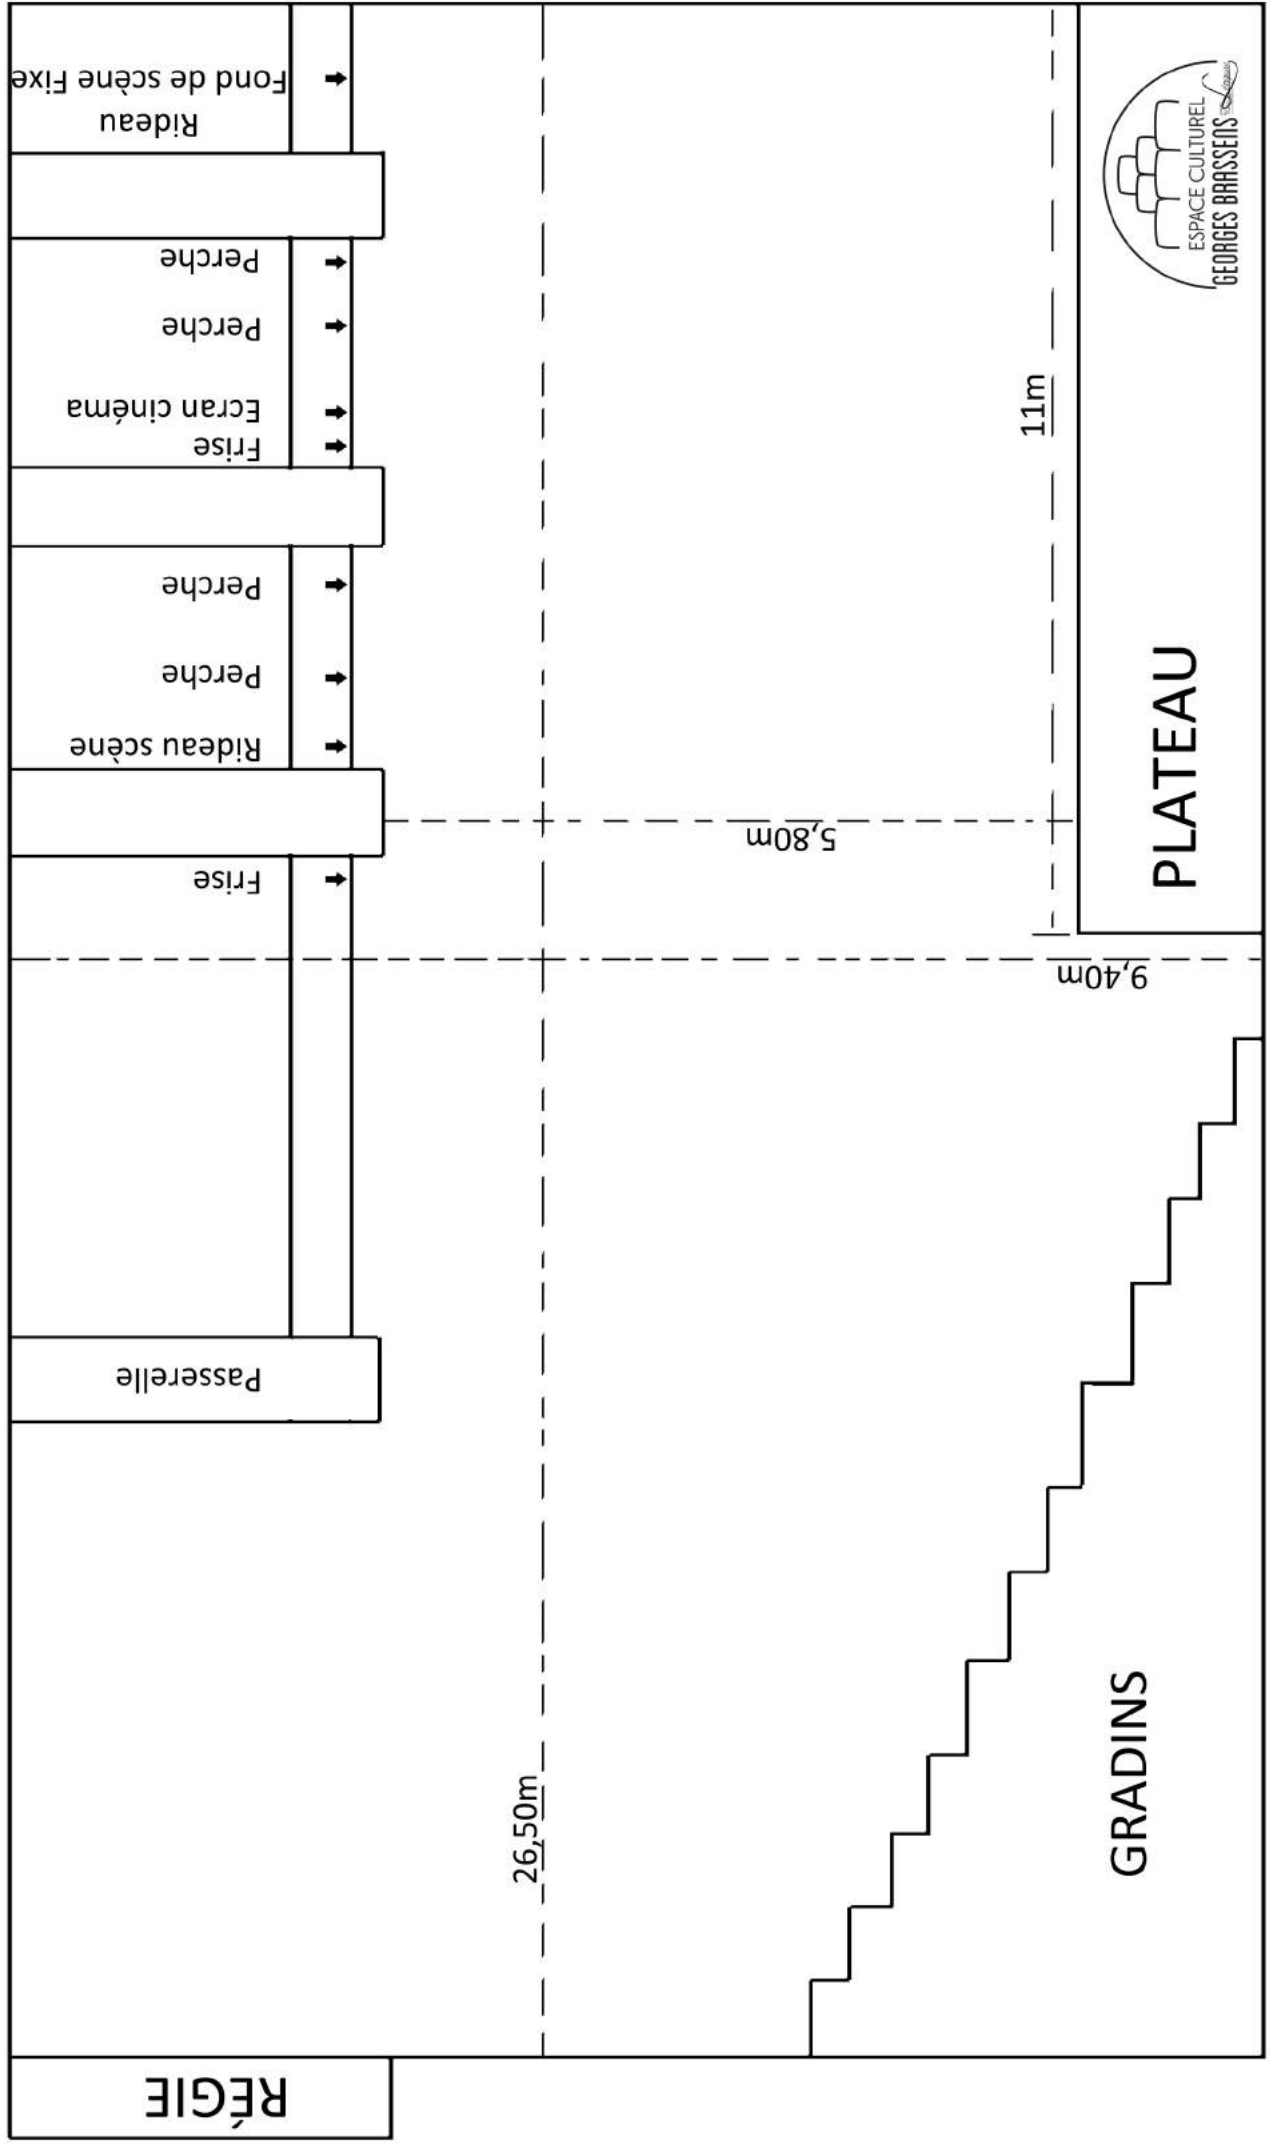 Fond de scène Fixe
Rideau
Perche
Perche
Ecran cinéma
Frise
Perche
Perche
Rideau scène
Frise
Passerelle
RÉGIE
26,50m
5,80m
9,40m
11m
PLATEAU
GRADINS
ESPACE CULTUREL
GEORGES BRASSENS